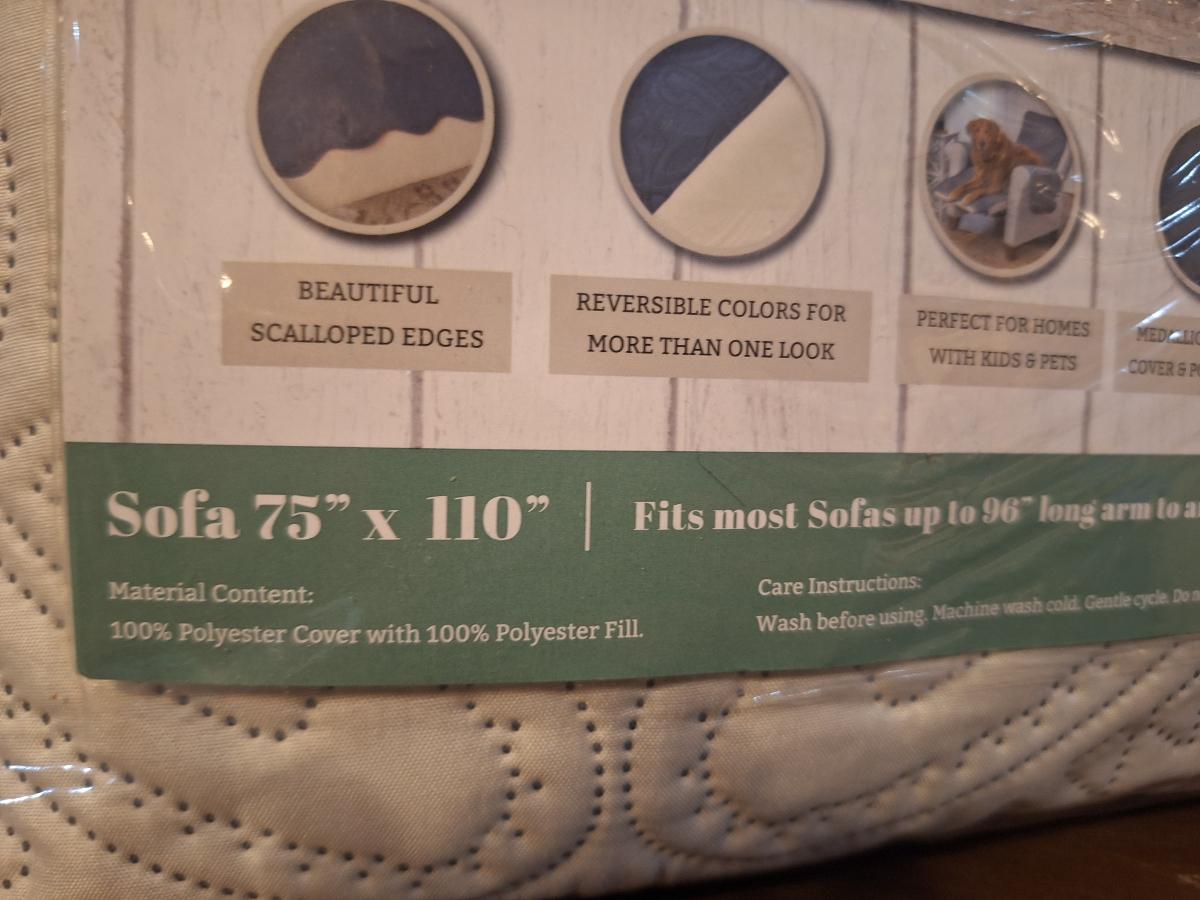 BEAUTIFUL
SCALLOPED EDGES
REVERSIBLE COLORS FOR
MORE THAN ONE LOOK
PERFECT FOR HOMES
WITH KIDS & PETS
COVER &
Sofa 75” x 110” | Fits most Sofas up to 96” long arm to
Material Content:
100% Polyester Cover with 100% Polyester Fill.
Care Instructions:
Wash before using. Machine wash cold. Gentle cycle. Do